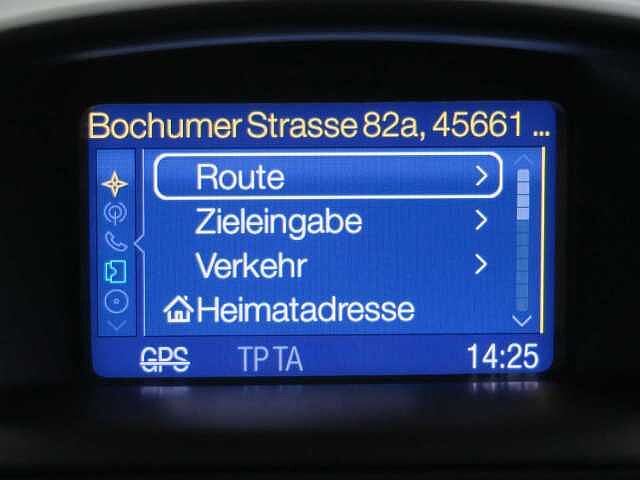 Bochumer Strasse 82a, 45661 ...
Route
Zieleingabe
Verkehr
Heimatadresse
GPS TP TA 14:25